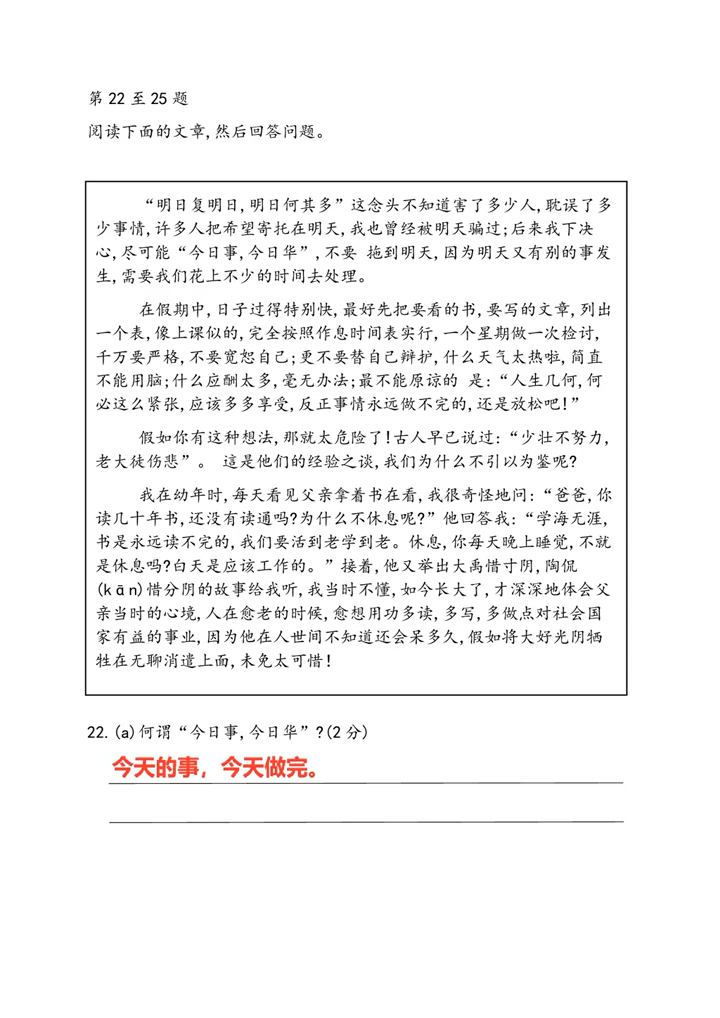 第 22 至 25 题
阅读下面的文章,然后回答问题。
“明日复明日,明日何其多”这念头不知道害了多少人,耽误了多
少事情,许多人把希望寄托在明天,我也曾经被明天骗过;后来我下决
心,尽可能“今日事,今日华”,不要 拖到明天,因为明天又有别的事发
生,需要我们花上不少的时间去处理。
在假期中,日子过得特别快,最好先把要看的书,要写的文章,列出
一个表,像上课似的,完全按照作息时间表实行,一个星期做一次检讨,
千万要严格,不要宽恕自己;更不要替自己辩护,什么天气太热啦,简直
不能用脑;什么应酬太多,毫无办法;最不能原谅的 是:“人生几何,何
必这么紧张,应该多多享受,反正事情永远做不完的,还是放松吧!”
假如你有这种想法,那就太危险了!古人早已说过:“少壮不努力,
老大徒伤悲”。 這是他们的经验之谈,我们为什么不引以为鉴呢?
我在幼年时,每天看见父亲拿着书在看,我很奇怪地问:“爸爸,你
读几十年书,还没有读通吗?为什么不休息呢?”他回答我:“学海无涯,
书是永远读不完的,我们要活到老学到老。休息,你每天晚上睡觉,不就
是休息吗?白天是应该工作的。”接着,他又举出大禹惜寸阴,陶侃
(kān)惜分阴的故事给我听,我当时不懂,如今长大了,才深深地体会父
亲当时的心境,人在愈老的时候,愈想用功多读,多写,多做点对社会国
家有益的事业,因为他在人世间不知道还会呆多久,假如将大好光阴牺
牲在无聊消遣上面,未免太可惜!
22.(a)何谓“今日事,今日华”?(2 分)
今天的事，今天做完。